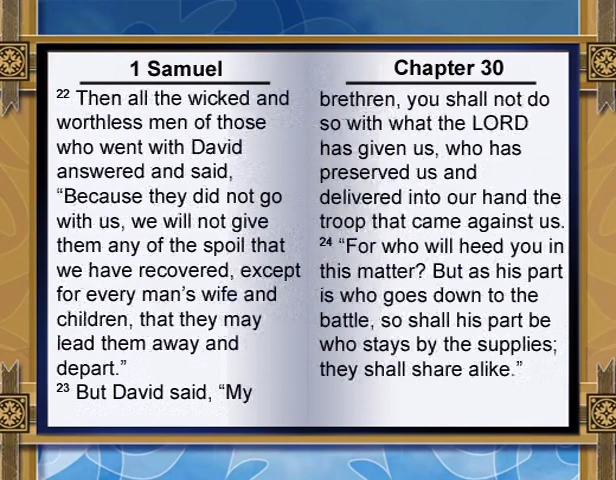 1 Samuel
²² Then all the wicked and
worthless men of those
who went with David
answered and said,
“Because they did not go
with us, we will not give
them any of the spoil that
we have recovered, except
for every man’s wife and
children, that they may
lead them away and
depart.”
²³ But David said, “My
Chapter 30
brethren, you shall not do
so with what the LORD
has given us, who has
preserved us and
delivered into our hand the
troop that came against us.
²⁴ “For who will heed you in
this matter? But as his part
is who goes down to the
battle, so shall his part be
who stays by the supplies;
they shall share alike.”